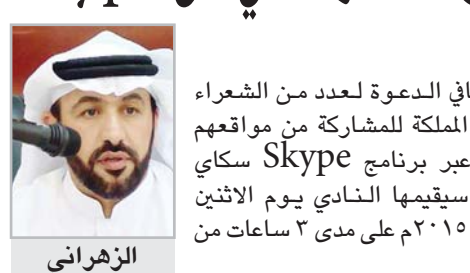 افي الدعوة لعدد من الشعراء
المملكة للمشاركة من مواقعهم
عبر برنامج Skype سكاي
سيقيمها النادي يوم الاثنين
٢٠١٥م على مدى ٣ ساعات من
الزهراني